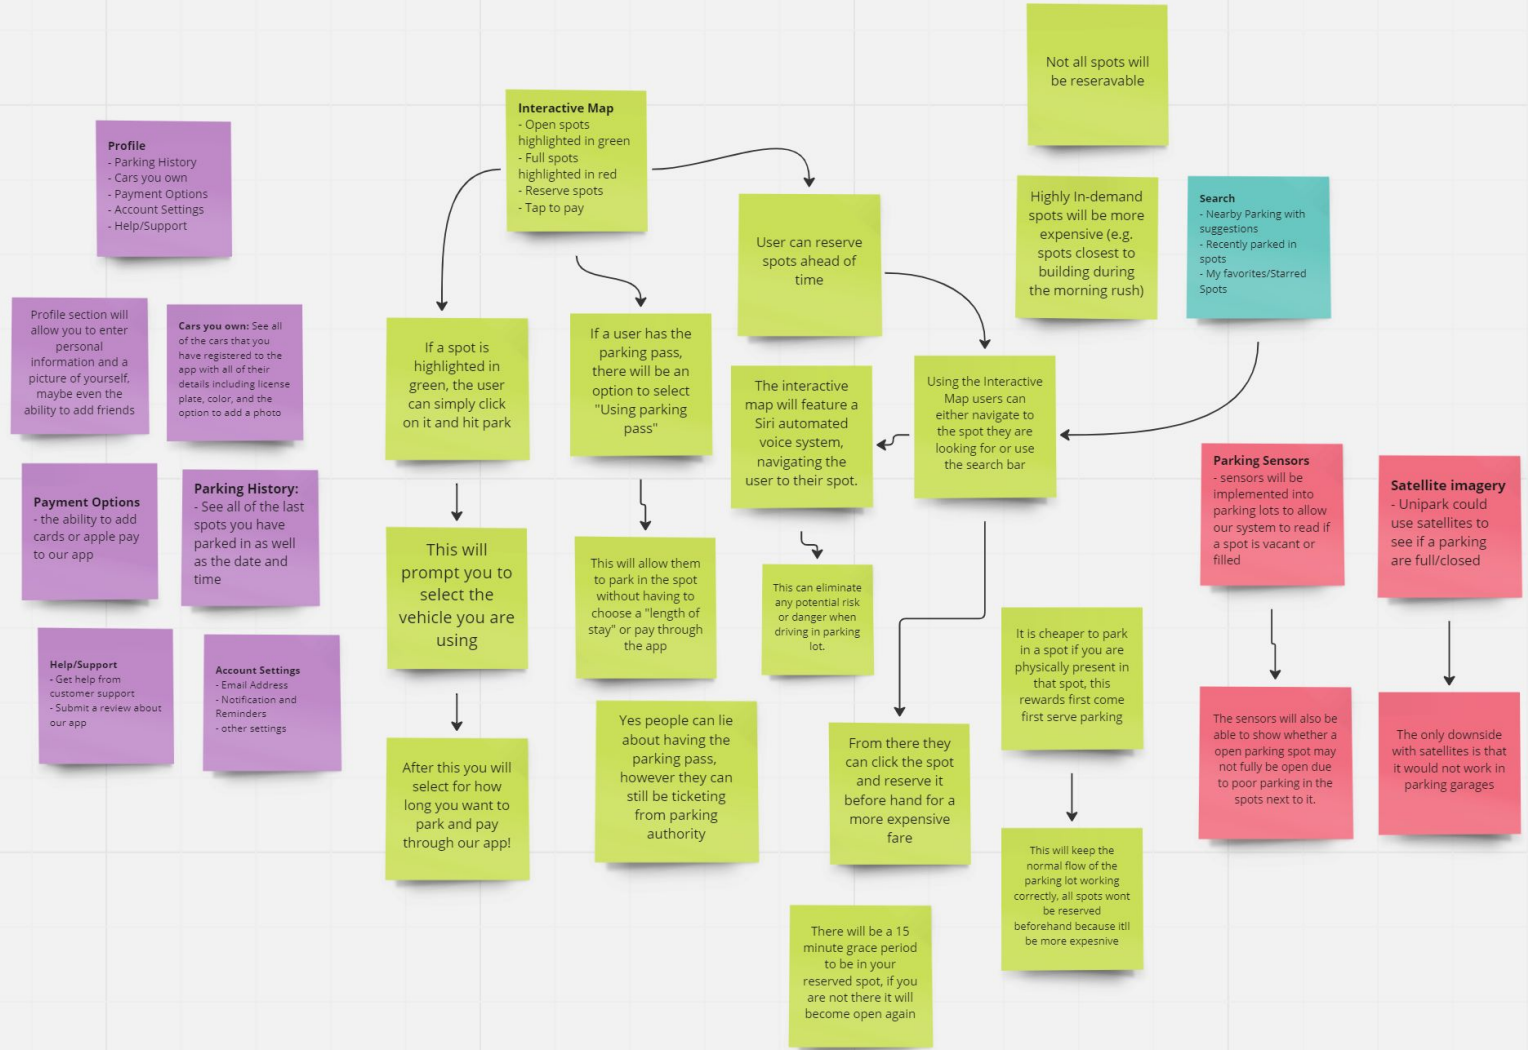 Not all spots will
be reseravable
Interactive Map
- Open spots
highlighted in green
- Full spots
highlighted in red
- Reserve spots
- Tap to pay
Profile
- Parking History
- Cars you own
- Payment Options
- Account Settings
- Help/Support
User can reserve
spots ahead of
time
Highly In-demand
spots will be more
expensive (e.g.
spots closest to
building during
the morning rush)
Search
- Nearby Parking with
suggestions
- Recently parked in
spots
- My favorites/Starred
Spots
Profile section will
allow you to enter
personal
information and a
picture of yourself,
maybe even the
ability to add friends
Cars you own: See all
of the cars that you
have registered to the
app with all of their
details including license
plate, color, and the
option to add a photo
If a spot is
highlighted in
green, the user
can simply click
on it and hit park
If a user has the
parking pass,
there will be an
option to select
"Using parking
pass"
The interactive
map will feature a
Siri automated
voice system,
navigating the
user to their spot.
Using the Interactive
Map users can
either navigate to
the spot they are
looking for or use
the search bar
Parking Sensors
- sensors will be
implemented into
parking lots to allow
our system to read if
a spot is vacant or
filled
Satellite imagery
- Unipark could
use satellites to
see if a parking
are full/closed
Payment Options
- the ability to add
cards or apple pay
to our app
Parking History:
- See all of the last
spots you have
parked in as well
as the date and
time
This will
prompt you to
select the
vehicle you are
using
This will allow them
to park in the spot
without having to
choose a "length of
stay" or pay through
the app
This can eliminate
any potential risk
or danger when
driving in parking
lot.
It is cheaper to park
in a spot if you are
physically present in
that spot, this
rewards first come
first serve parking
Help/Support
- Get help from
customer support
- Submit a review about
our app
Account Settings
- Email Address
- Notification and
Reminders
- other settings
The sensors will also be
able to show whether a
open parking spot may
not fully be open due
to poor parking in the
spots next to it.
The only downside
with satellites is that
it would not work in
parking garages
After this you will
select for how
long you want to
park and pay
through our app!
Yes people can lie
about having the
parking pass,
however they can
still be ticketing
from parking
authority
From there they
can click the spot
and reserve it
before hand for a
more expensive
fare
This will keep the
normal flow of the
parking lot working
correctly, all spots wont
be reserved
beforehand because itll
be more expesnive
There will be a 15
minute grace period
to be in your
reserved spot, if you
are not there it will
become open again